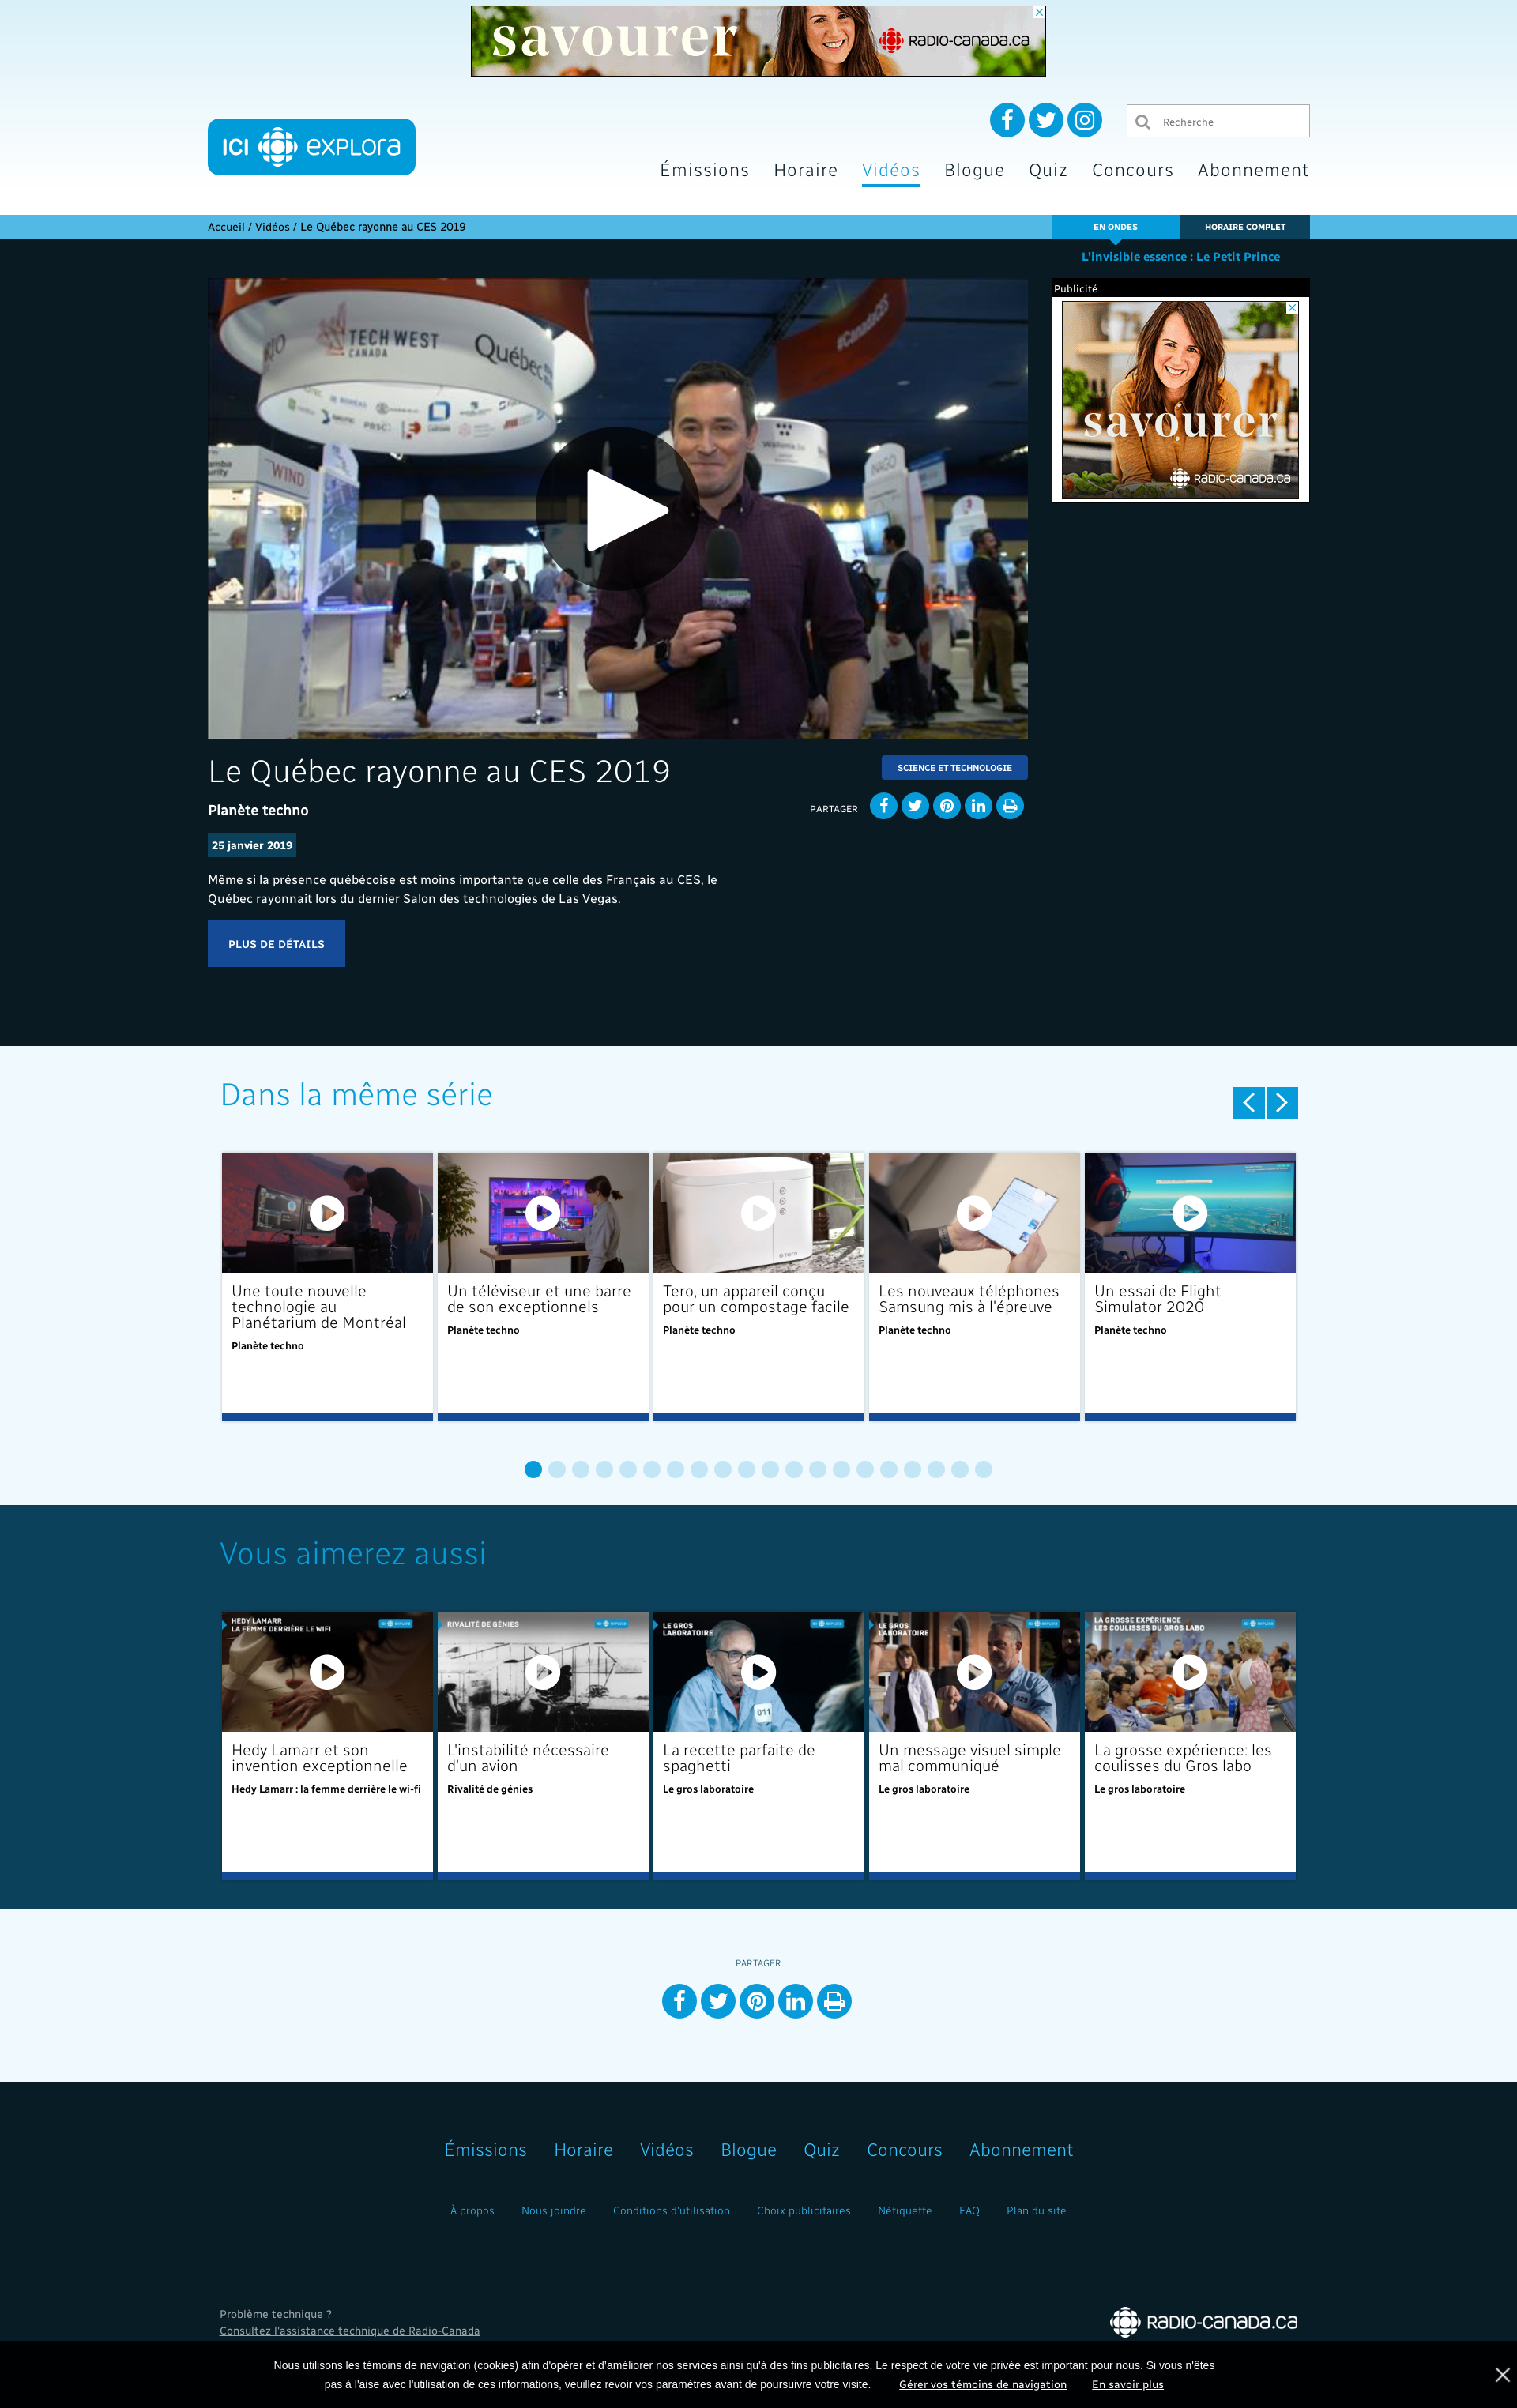 savourer
RADIO-CANADA.CA
ICI explora
Recherche
Émissions Horaire Vidéos Blogue Quiz Concours Abonnement
Accueil / Vidéos / Le Québec rayonne au CES 2019
EN ONDES
HORAIRE COMPLET
L'invisible essence : Le Petit Prince
TECH WEST
CANADA
Québec
#CanadaCES
WIND
Publicité
savourer
RADIO-CANADA.CA
Le Québec rayonne au CES 2019
SCIENCE ET TECHNOLOGIE
Planète techno
PARTAGER
25 janvier 2019
Même si la présence québécoise est moins importante que celle des Français au CES, le
Québec rayonnait lors du dernier Salon des technologies de Las Vegas.
PLUS DE DÉTAILS
Dans la même série
Une toute nouvelle
technologie au
Planétarium de Montréal
Planète techno
Un téléviseur et une barre
de son exceptionnels
Planète techno
Tero, un appareil conçu
pour un compostage facile
Planète techno
Les nouveaux téléphones
Samsung mis à l'épreuve
Planète techno
Un essai de Flight
Simulator 2020
Planète techno
Vous aimerez aussi
HEDY LAMARR
LA FEMME DERRIÈRE LE WIFI
Hedy Lamarr et son
invention exceptionnelle
Hedy Lamarr : la femme derrière le wi-fi
RIVALITÉ DE GÉNIES
L'instabilité nécessaire
d'un avion
Rivalité de génies
LE GROS
LABORATOIRE
011
La recette parfaite de
spaghetti
Le gros laboratoire
LE GROS
LABORATOIRE
029
Un message visuel simple
mal communiqué
Le gros laboratoire
LA GROSSE EXPÉRIENCE
LES COULISSES DU GROS LABO
La grosse expérience: les
coulisses du Gros labo
Le gros laboratoire
PARTAGER
Émissions Horaire Vidéos Blogue Quiz Concours Abonnement
À propos Nous joindre Conditions d'utilisation Choix publicitaires Nétiquette FAQ Plan du site
Problème technique ?
Consultez l'assistance technique de Radio-Canada
RADIO-CANADA.CA
Nous utilisons les témoins de navigation (cookies) afin d'opérer et d'améliorer nos services ainsi qu'à des fins publicitaires. Le respect de votre vie privée est important pour nous. Si vous n'êtes
pas à l'aise avec l'utilisation de ces informations, veuillez revoir vos paramètres avant de poursuivre votre visite. Gérer vos témoins de navigation En savoir plus